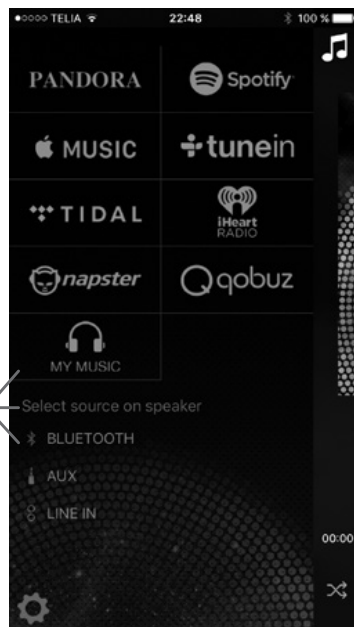 TELIA 22:48 100 %
PANDORA Spotify
MUSIC tunein
TIDAL iHeart
RADIO
napster qobuz
MY MUSIC
Select source on speaker
BLUETOOTH
AUX
LINE IN
00:00